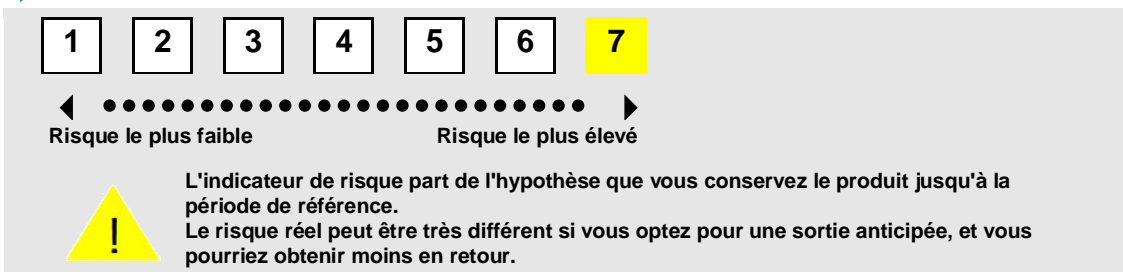 1 2 3 4 5 6 7
Risque le plus faible Risque le plus élevé
L'indicateur de risque part de l'hypothèse que vous conservez le produit jusqu'à la
période de référence.
Le risque réel peut être très différent si vous optez pour une sortie anticipée, et vous
pourriez obtenir moins en retour.
!